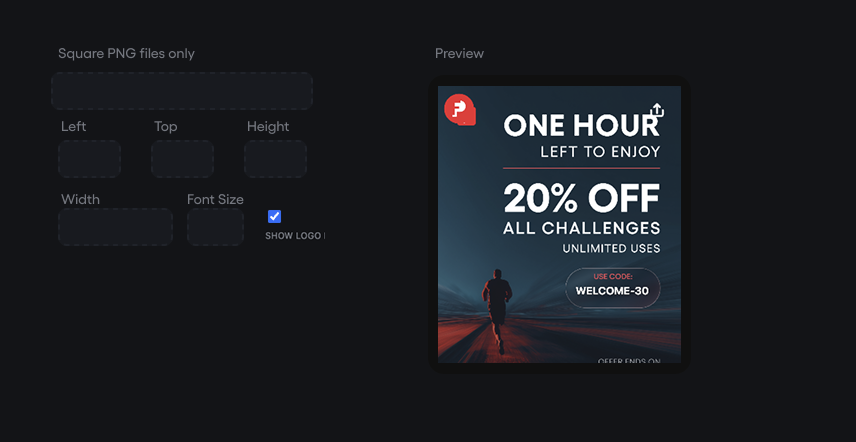 Square PNG files only
Left
Top
Height
Width
Font Size
SHOW LOGO
Preview
ONE HOUR
LEFT TO ENJOY
20% OFF
ALL CHALLENGES
UNLIMITED USES
USE CODE:
WELCOME-30
OFFER ENDS ON